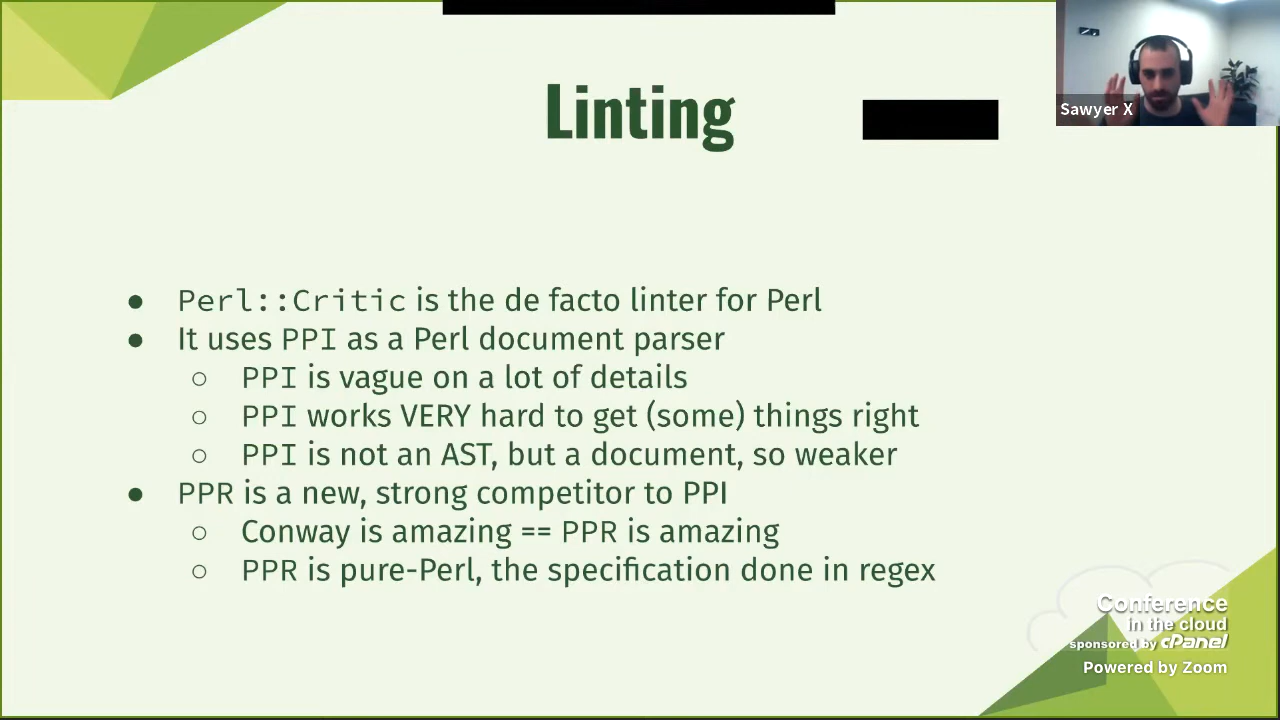 Linting
Sawyer X
● Perl::Critic is the de facto linter for Perl
● It uses PPI as a Perl document parser
○ PPI is vague on a lot of details
○ PPI works VERY hard to get (some) things right
○ PPI is not an AST, but a document, so weaker
● PPR is a new, strong competitor to PPI
○ Conway is amazing == PPR is amazing
○ PPR is pure-Perl, the specification done in regex
Conference
in the cloud
sponsored by cPanel
Powered by Zoom